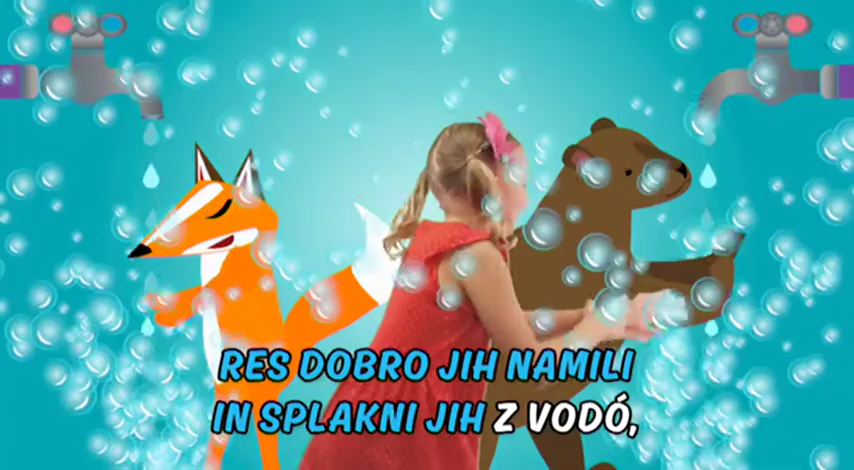 RES DOBRO JIH NAMILI
IN SPLAKNI JIH Z VODÓ,